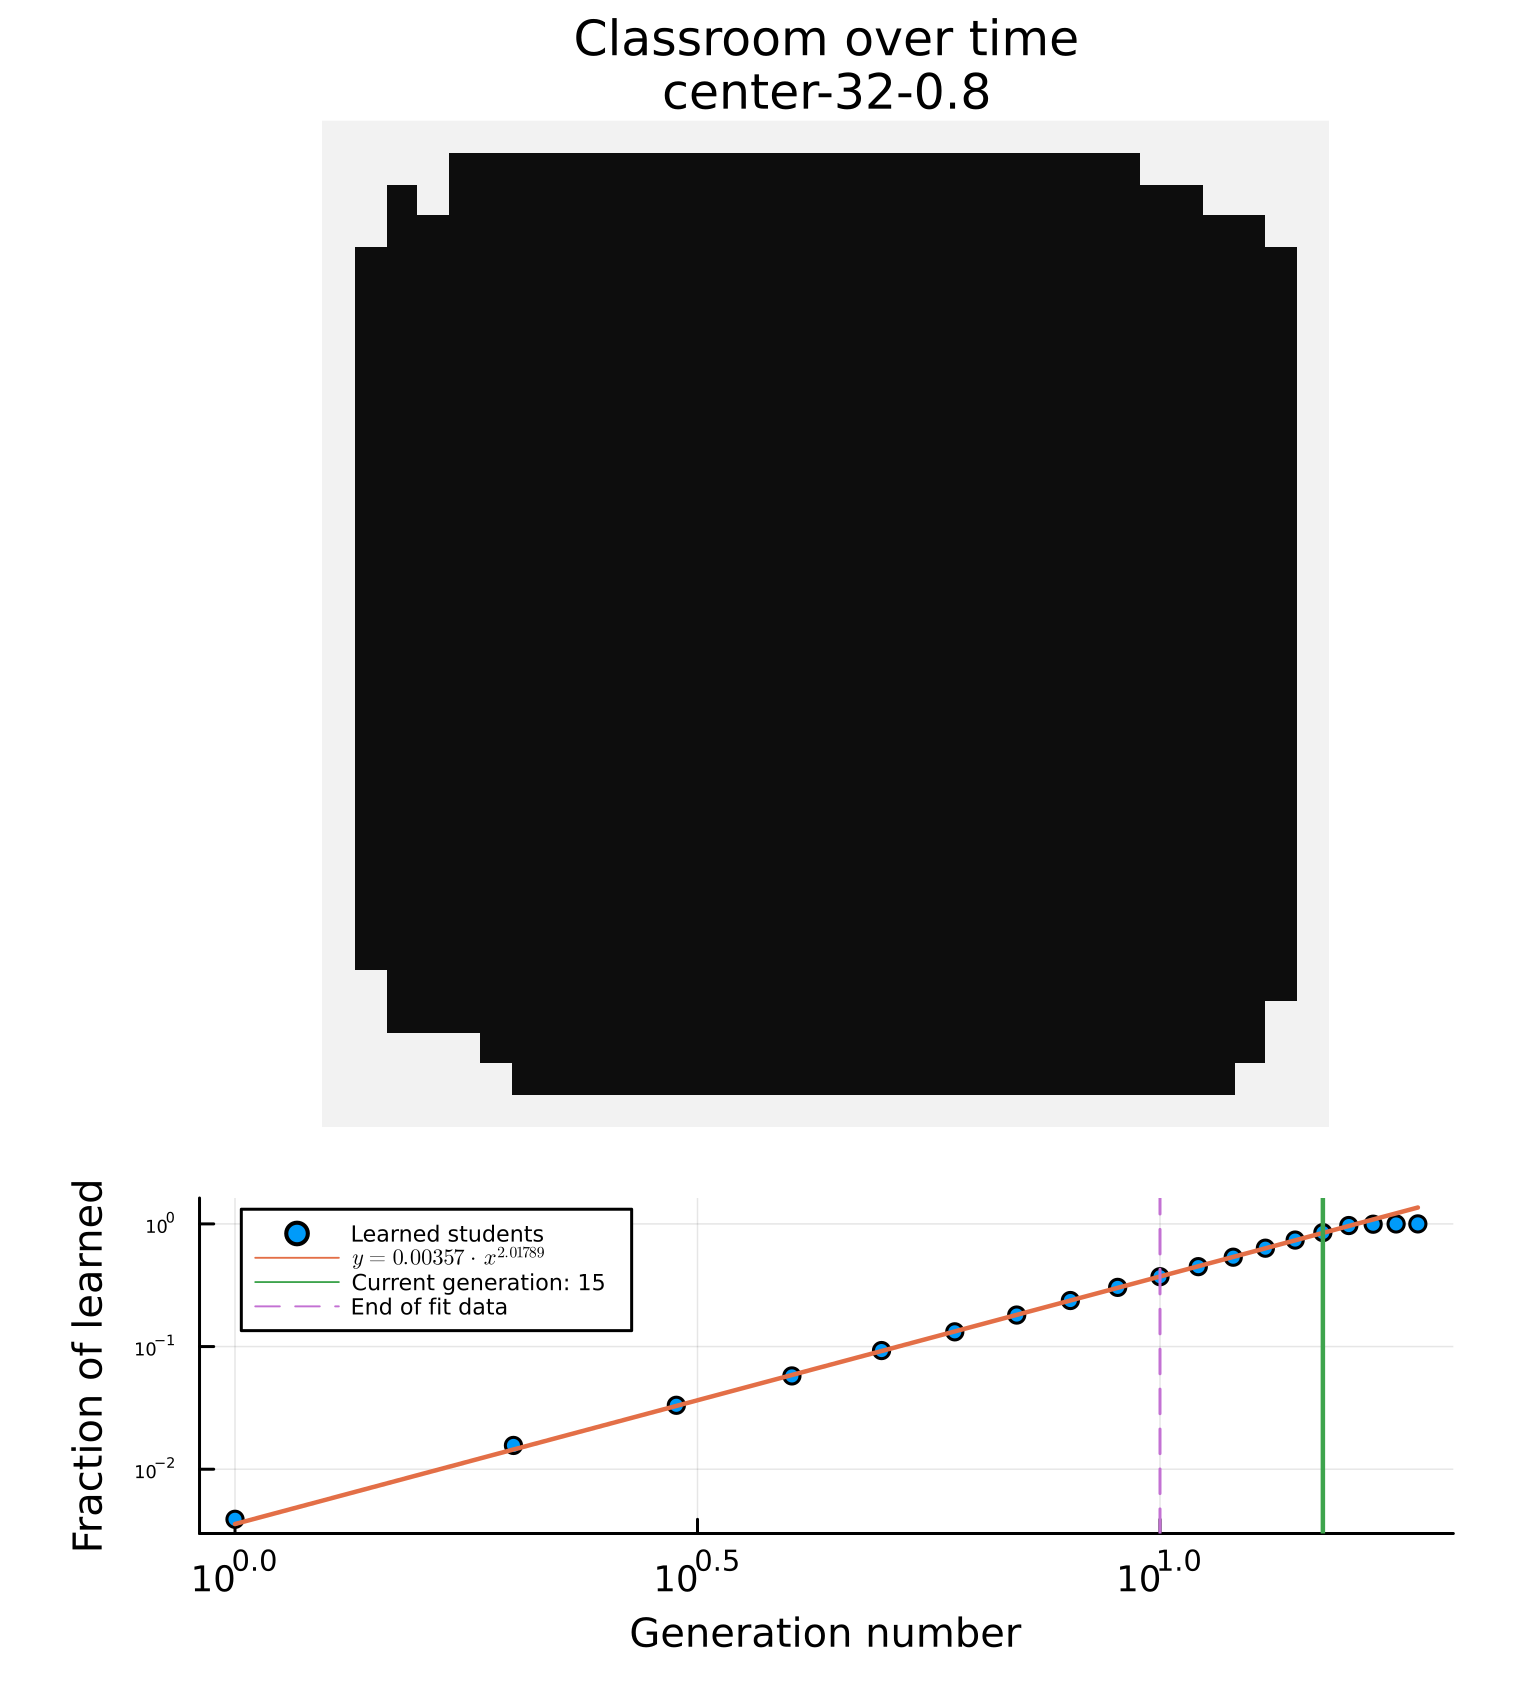 Classroom over time
center-32-0.8
Fraction of learned
10⁰
10⁻¹
10⁻²
Learned students
y = 0.00357 · x^2.01789
Current generation: 15
End of fit data
10^0.0 10^0.5 10^1.0
Generation number